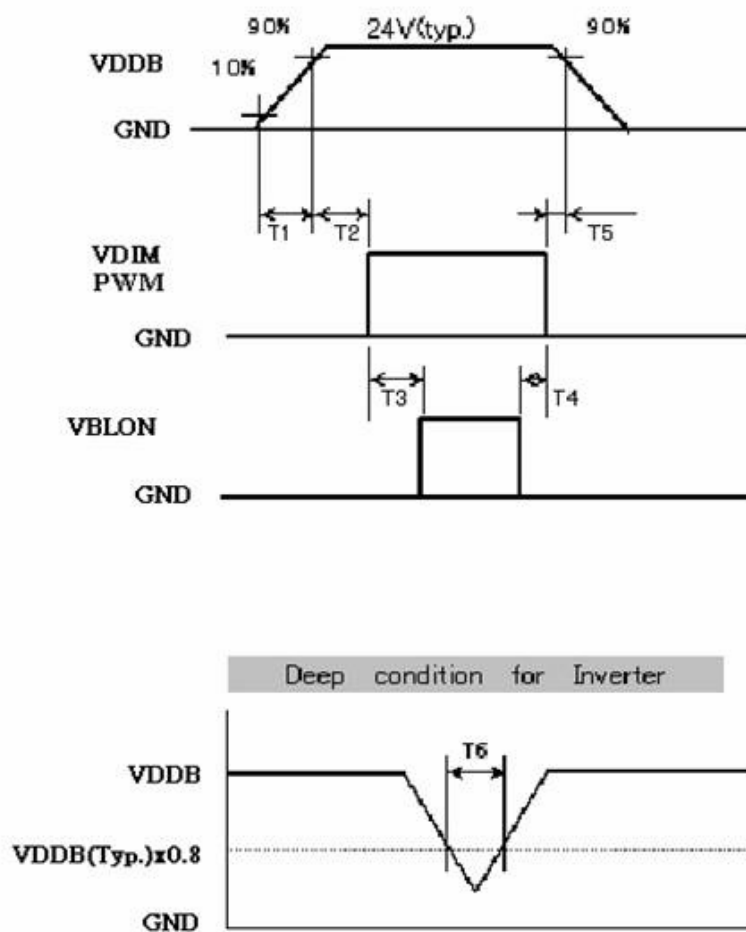 90% 24V(typ.) 90%
VDDB
10%
GND
T1 T2 T5
VDIM
PWM
GND
T3 T4
VBLON
GND
Deep condition for Inverter
T6
VDDB
VDDB(Typ.)x0.8
GND